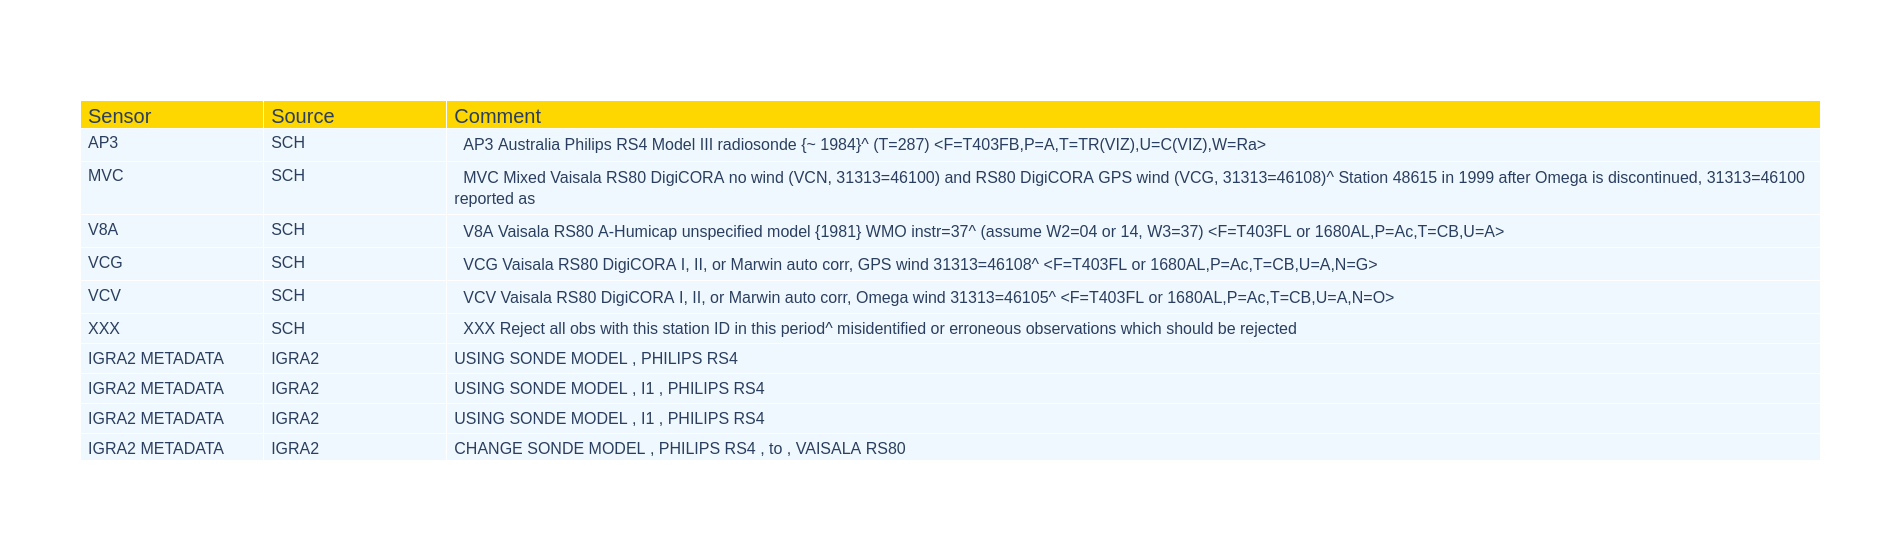 Sensor Source Comment
AP3 SCH AP3 Australia Philips RS4 Model III radiosonde {~ 1984}^ (T=287) <F=T403FB,P=A,T=TR(VIZ),U=C(VIZ),W=Ra>
MVC SCH MVC Mixed Vaisala RS80 DigiCORA no wind (VCN, 31313=46100) and RS80 DigiCORA GPS wind (VCG, 31313=46108)^ Station 48615 in 1999 after Omega is discontinued, 31313=46100
reported as
V8A SCH V8A Vaisala RS80 A-Humicap unspecified model {1981} WMO instr=37^ (assume W2=04 or 14, W3=37) <F=T403FL or 1680AL,P=Ac,T=CB,U=A>
VCG SCH VCG Vaisala RS80 DigiCORA I, II, or Marwin auto corr, GPS wind 31313=46108^ <F=T403FL or 1680AL,P=Ac,T=CB,U=A,N=G>
VCV SCH VCV Vaisala RS80 DigiCORA I, II, or Marwin auto corr, Omega wind 31313=46105^ <F=T403FL or 1680AL,P=Ac,T=CB,U=A,N=O>
XXX SCH XXX Reject all obs with this station ID in this period^ misidentified or erroneous observations which should be rejected
IGRA2 METADATA IGRA2 USING SONDE MODEL , PHILIPS RS4
IGRA2 METADATA IGRA2 USING SONDE MODEL , I1 , PHILIPS RS4
IGRA2 METADATA IGRA2 USING SONDE MODEL , I1 , PHILIPS RS4
IGRA2 METADATA IGRA2 CHANGE SONDE MODEL , PHILIPS RS4 , to , VAISALA RS80